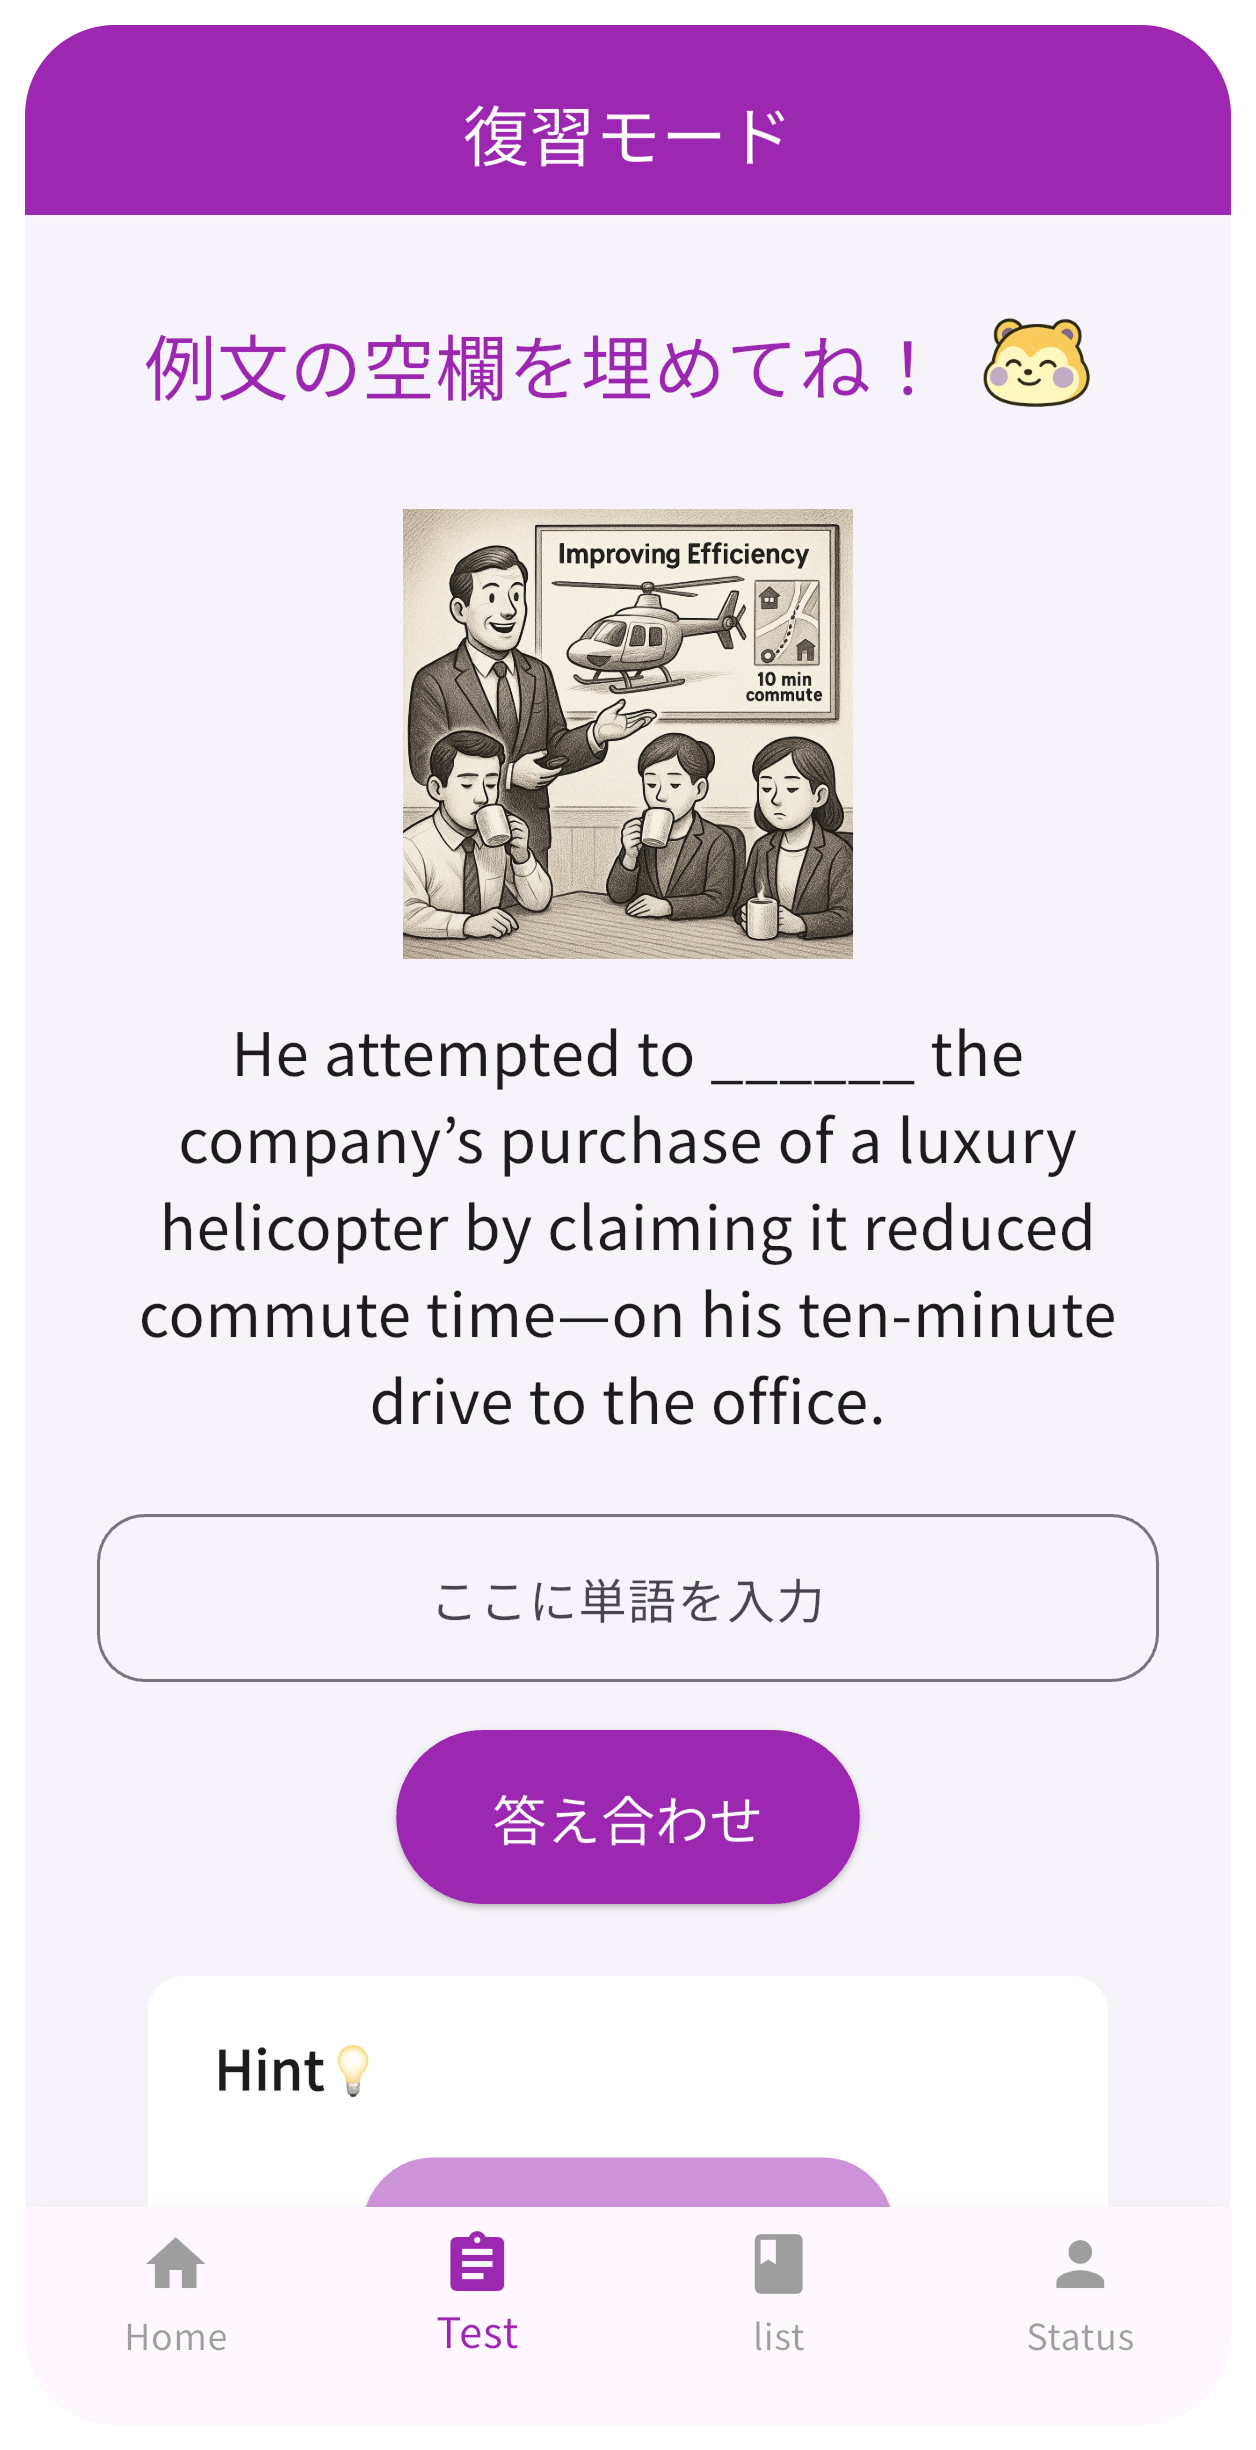 復習モード
例文の空欄を埋めてね！
Improving Efficiency
10 min
commute
He attempted to ______ the
company’s purchase of a luxury
helicopter by claiming it reduced
commute time—on his ten-minute
drive to the office.
ここに単語を入力
答え合わせ
Hint💡
Home
Test
list
Status